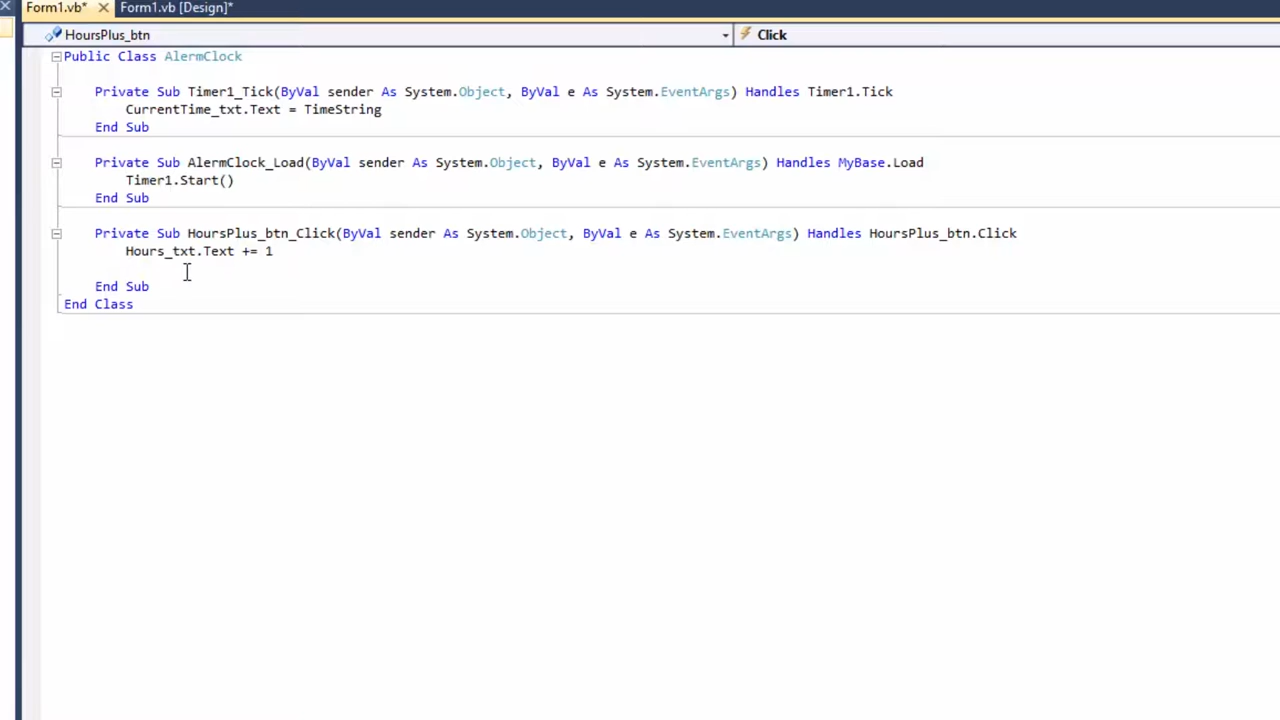 Form1.vb* Form1.vb [Design]*
HoursPlus_btn Click
Public Class AlermClock
Private Sub Timer1_Tick(ByVal sender As System.Object, ByVal e As System.EventArgs) Handles Timer1.Tick
CurrentTime_txt.Text = TimeString
End Sub
Private Sub AlermClock_Load(ByVal sender As System.Object, ByVal e As System.EventArgs) Handles MyBase.Load
Timer1.Start()
End Sub
Private Sub HoursPlus_btn_Click(ByVal sender As System.Object, ByVal e As System.EventArgs) Handles HoursPlus_btn.Click
Hours_txt.Text += 1
End Sub
End Class